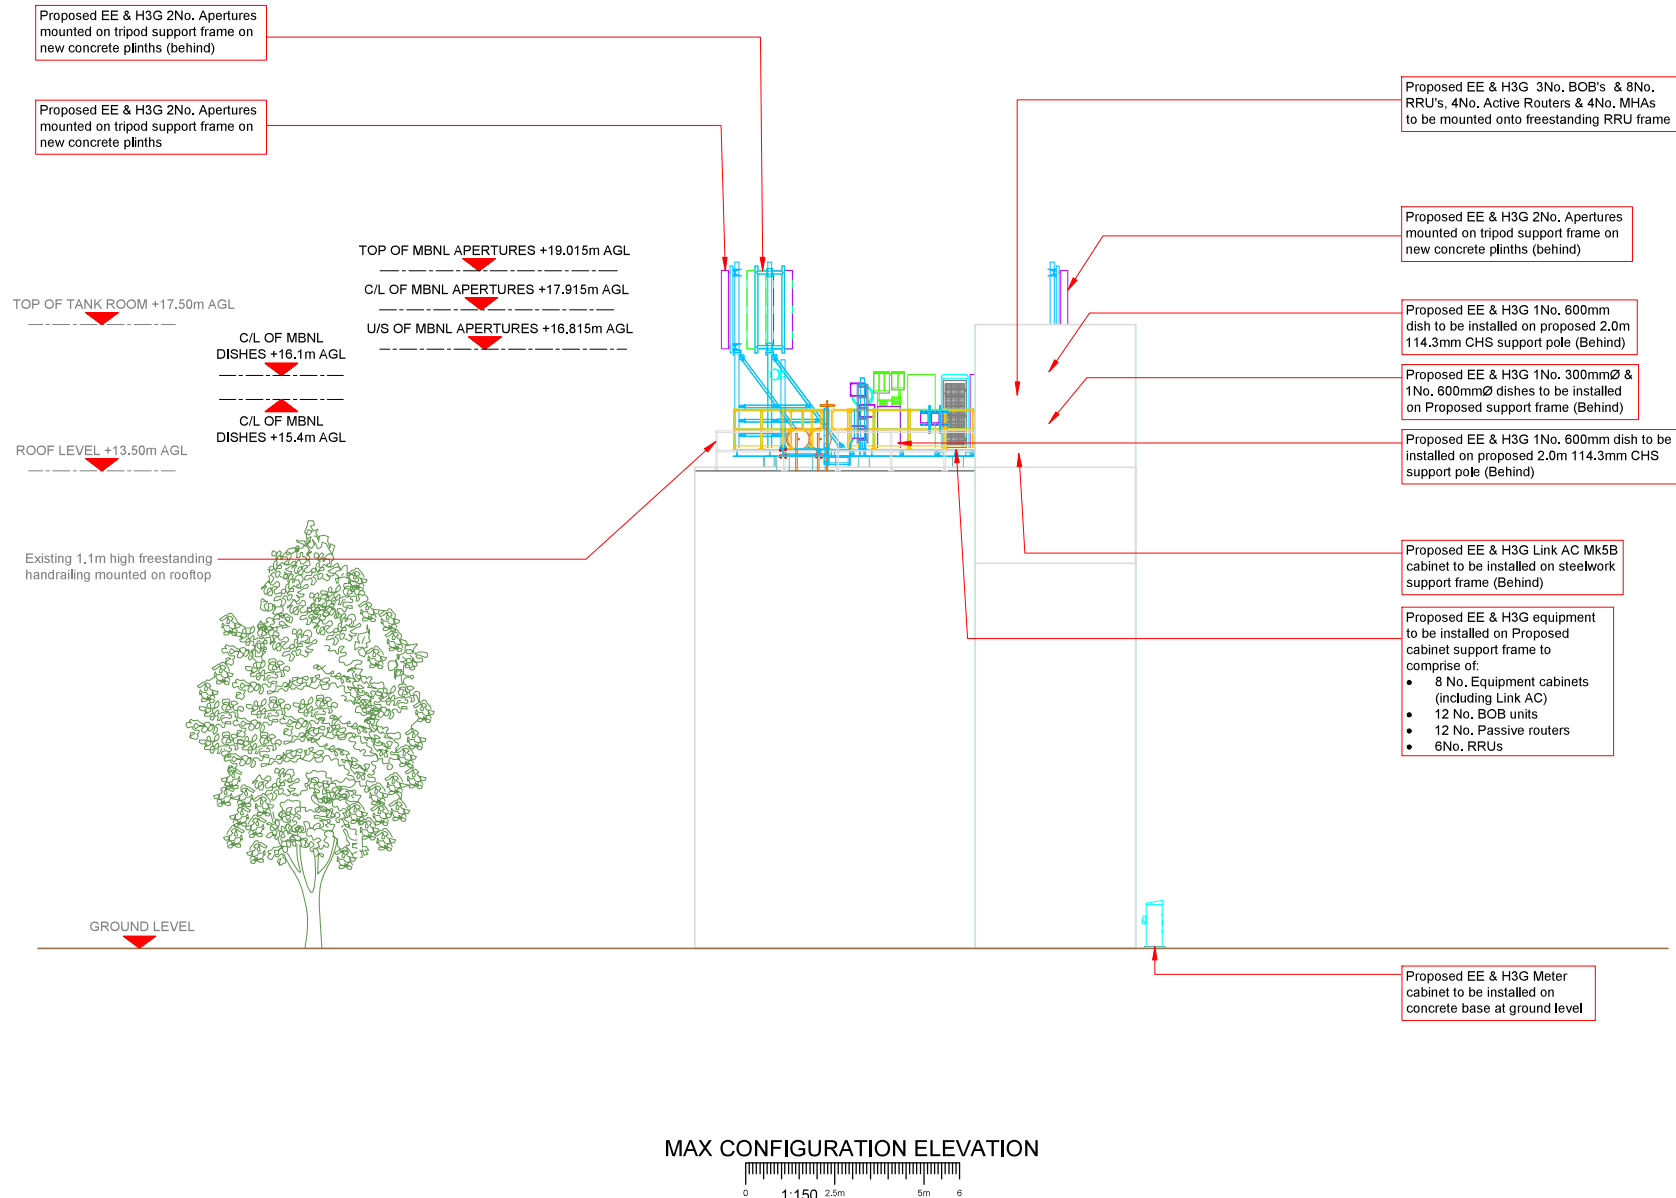 Proposed EE & H3G 2No. Apertures
mounted on tripod support frame on
new concrete plinths (behind)
Proposed EE & H3G 2No. Apertures
mounted on tripod support frame on
new concrete plinths
TOP OF MBNL APERTURES +19.015m AGL
C/L OF MBNL APERTURES +17.915m AGL
U/S OF MBNL APERTURES +16.815m AGL
TOP OF TANK ROOM +17.50m AGL
C/L OF MBNL
DISHES +16.1m AGL
C/L OF MBNL
DISHES +15.4m AGL
ROOF LEVEL +13.50m AGL
Existing 1.1m high freestanding
handrailing mounted on rooftop
GROUND LEVEL
Proposed EE & H3G  3No. BOB's  & 8No.
RRU's, 4No. Active Routers & 4No. MHAs
to be mounted onto freestanding RRU frame
Proposed EE & H3G 2No. Apertures
mounted on tripod support frame on
new concrete plinths (behind)
Proposed EE & H3G 1No. 600mm
dish to be installed on proposed 2.0m
114.3mm CHS support pole (Behind)
Proposed EE & H3G 1No. 300mmØ &
1No. 600mmØ dishes to be installed
on Proposed support frame (Behind)
Proposed EE & H3G 1No. 600mm dish to be
installed on proposed 2.0m 114.3mm CHS
support pole (Behind)
Proposed EE & H3G Link AC Mk5B
cabinet to be installed on steelwork
support frame (Behind)
Proposed EE & H3G equipment
to be installed on Proposed
cabinet support frame to
comprise of:
• 8 No. Equipment cabinets
(including Link AC)
• 12 No. BOB units
• 12 No. Passive routers
• 6No. RRUs
Proposed EE & H3G Meter
cabinet to be installed on
concrete base at ground level
MAX CONFIGURATION ELEVATION
0 1:150 2.5m 5m 6